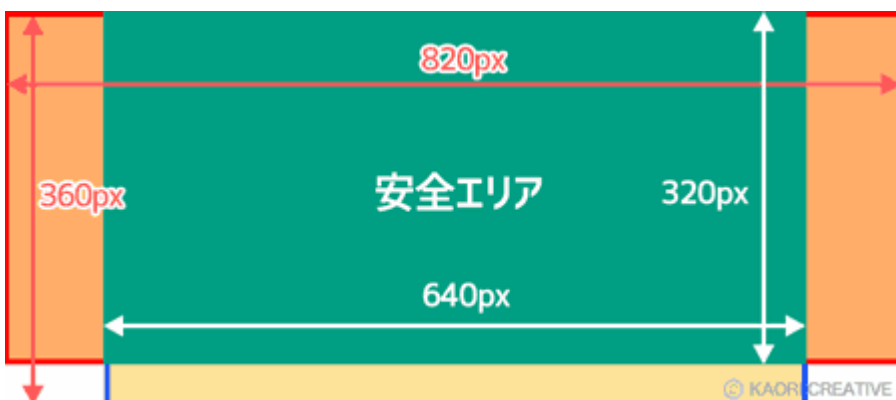 820px
360px
安全エリア
320px
640px
© KAORI CREATIVE